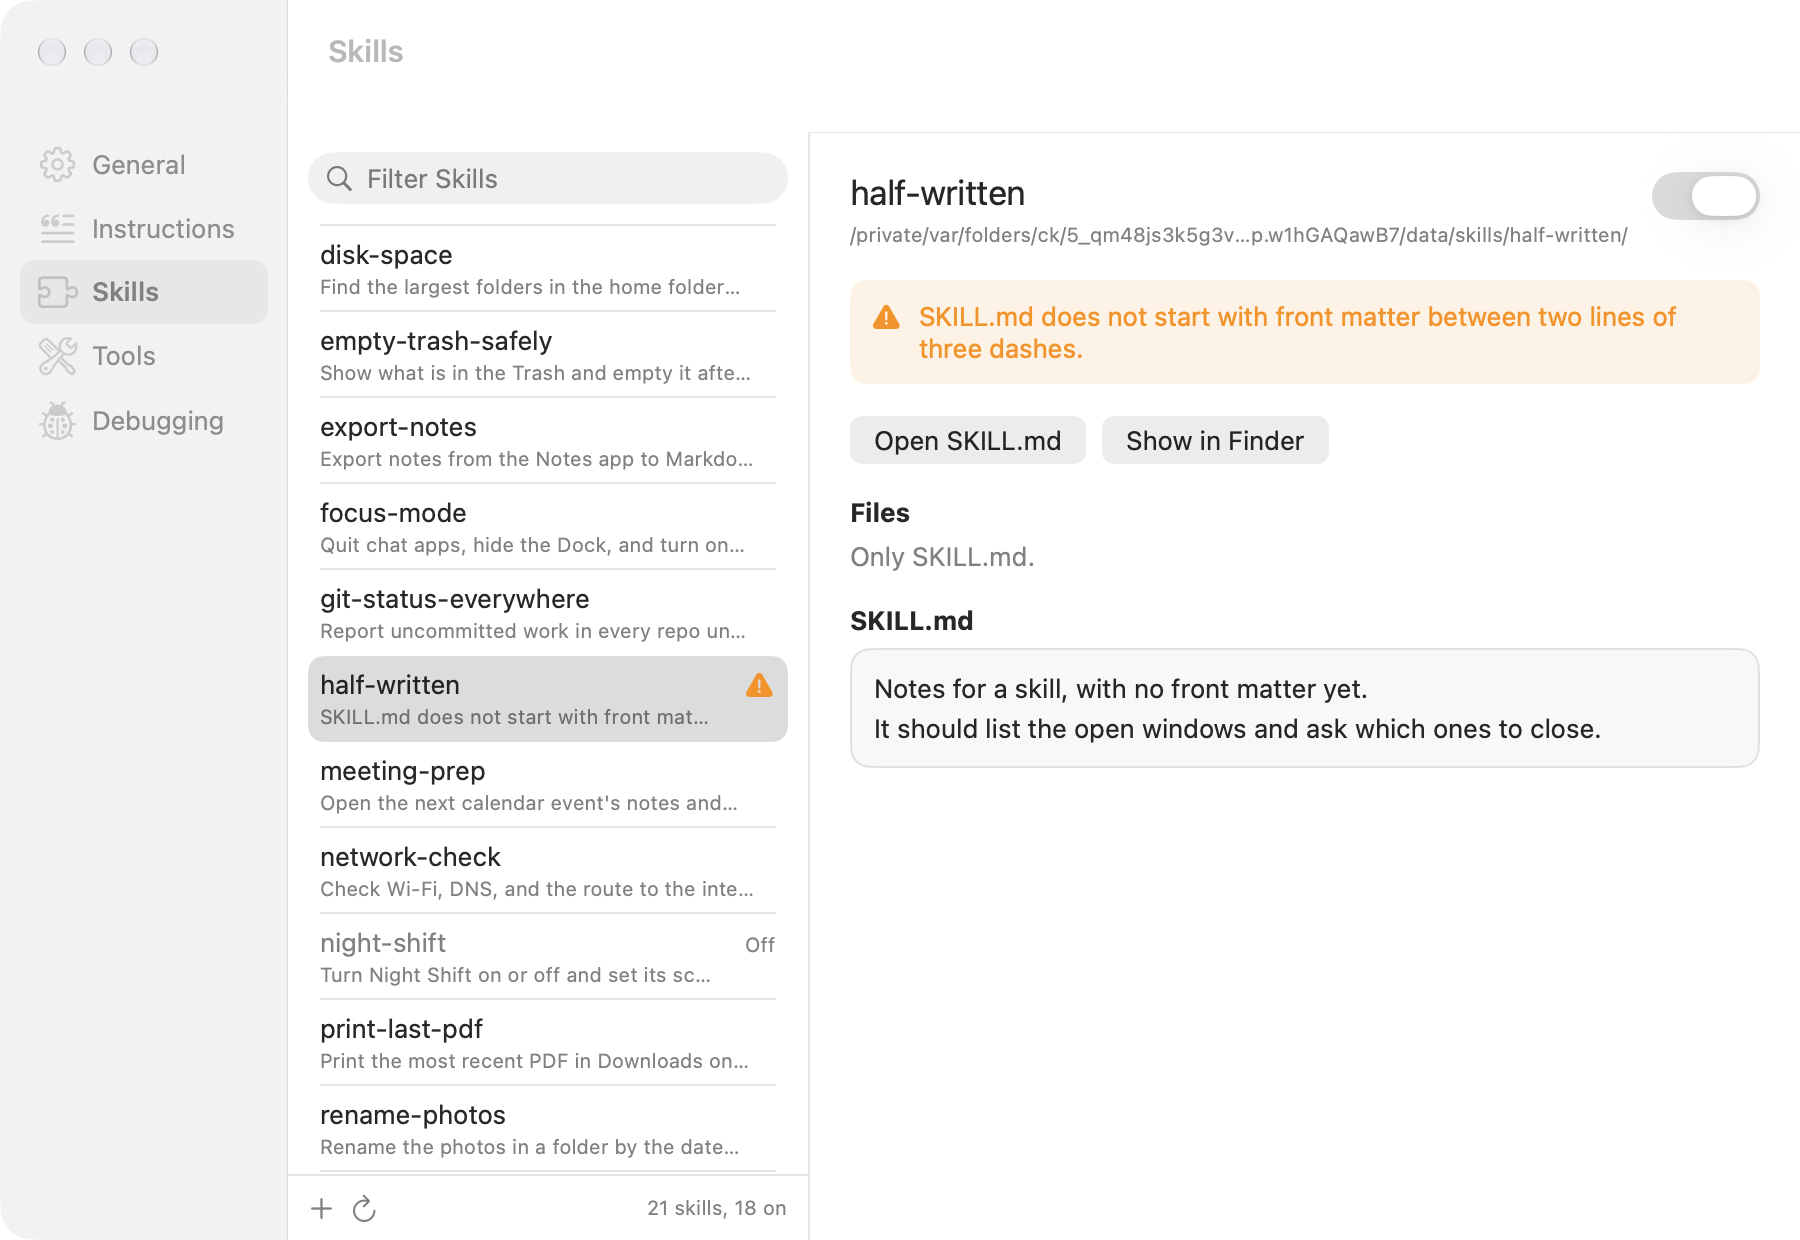 Skills
General
Instructions
Skills
Tools
Debugging
Filter Skills
disk-space
Find the largest folders in the home folder...
empty-trash-safely
Show what is in the Trash and empty it afte...
export-notes
Export notes from the Notes app to Markdo...
focus-mode
Quit chat apps, hide the Dock, and turn on...
git-status-everywhere
Report uncommitted work in every repo un...
half-written
SKILL.md does not start with front mat...
meeting-prep
Open the next calendar event's notes and...
network-check
Check Wi-Fi, DNS, and the route to the inte...
night-shift
Off
Turn Night Shift on or off and set its sc...
print-last-pdf
Print the most recent PDF in Downloads on...
rename-photos
Rename the photos in a folder by the date...
21 skills, 18 on
half-written
/private/var/folders/ck/5_qm48js3k5g3v...p.w1hGAQawB7/data/skills/half-written/
SKILL.md does not start with front matter between two lines of
three dashes.
Open SKILL.md
Show in Finder
Files
Only SKILL.md.
SKILL.md
Notes for a skill, with no front matter yet.
It should list the open windows and ask which ones to close.